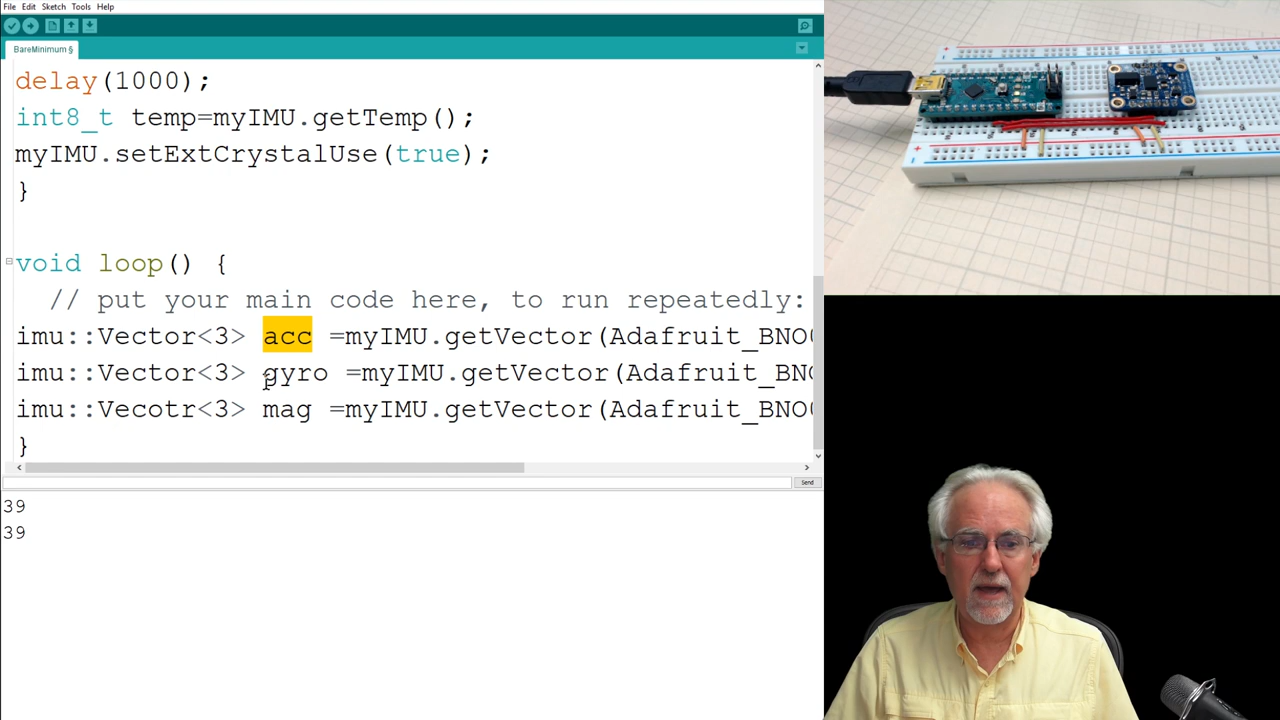 File Edit Sketch Tools Help
BareMinimum §
delay(1000);
int8_t temp=myIMU.getTemp();
myIMU.setExtCrystalUse(true);
}
void loop() {
// put your main code here, to run repeatedly:
imu::Vector<3> acc =myIMU.getVector(Adafruit_BNO0
imu::Vector<3> gyro =myIMU.getVector(Adafruit_BNO
imu::Vecotr<3> mag =myIMU.getVector(Adafruit_BNO0
}
Send
39
39